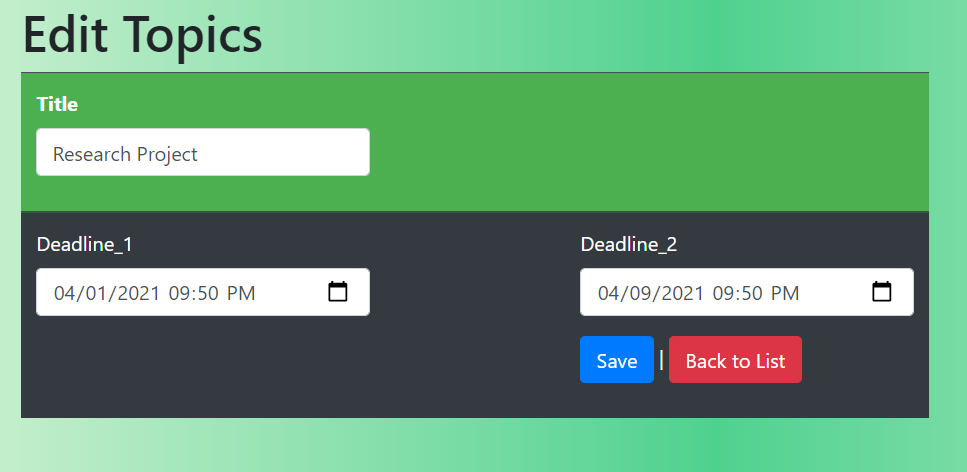 Edit Topics
Title
Research Project
Deadline_1 Deadline_2
04/01/2021 09:50 PM 04/09/2021 09:50 PM
Save | Back to List